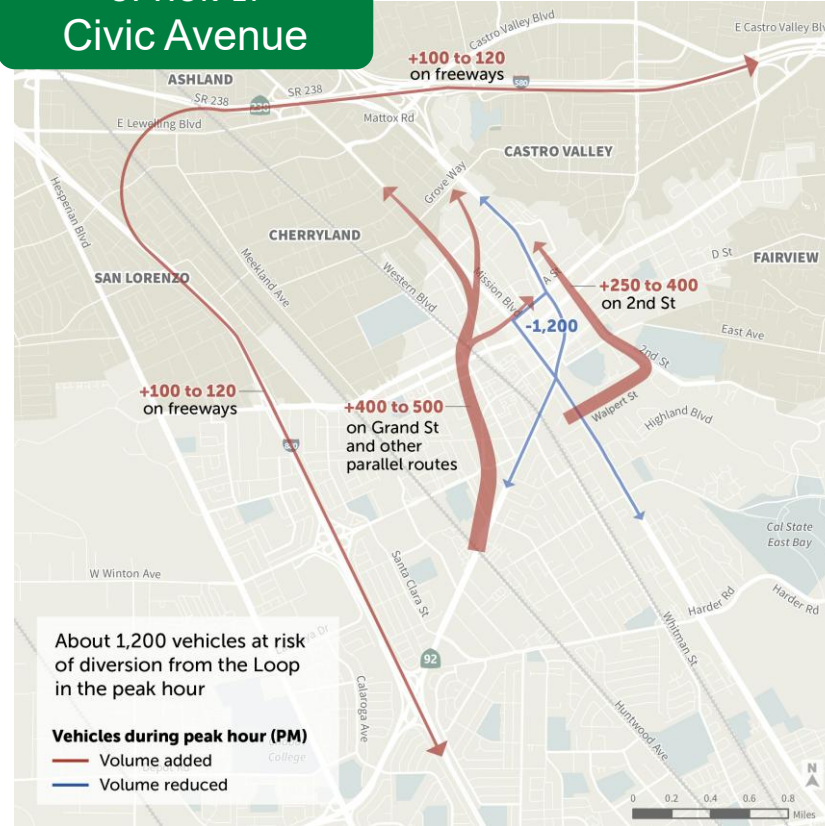 Civic Avenue
Castro Valley Blvd
E Castro Valley Blv
+100 to 120
on freeways
580
ASHLAND
SR 238
SR 238
238
E Lewelling Blvd
Mattox Rd
CASTRO VALLEY
Grove Way
Hesperian Blvd
CHERRYLAND
Meekland Ave
D St
FAIRVIEW
SAN LORENZO
Western Blvd
Mission Blvd
A St
+250 to 400
on 2nd St
-1,200
East Ave
2nd St
+100 to 120
on freeways
+400 to 500
on Grand St
and other
parallel routes
Walpert St
Highland Blvd
880
Cal State
East Bay
W Winton Ave
Santa Clara St
Harder Rd
Harder Rd
Whitman St
92
Calaroga Ave
Huntwood Ave
About 1,200 vehicles at risk
of diversion from the Loop
in the peak hour
Vehicles during peak hour (PM)
Volume added
Volume reduced
College
N
0 0.2 0.4 0.6 0.8
Miles